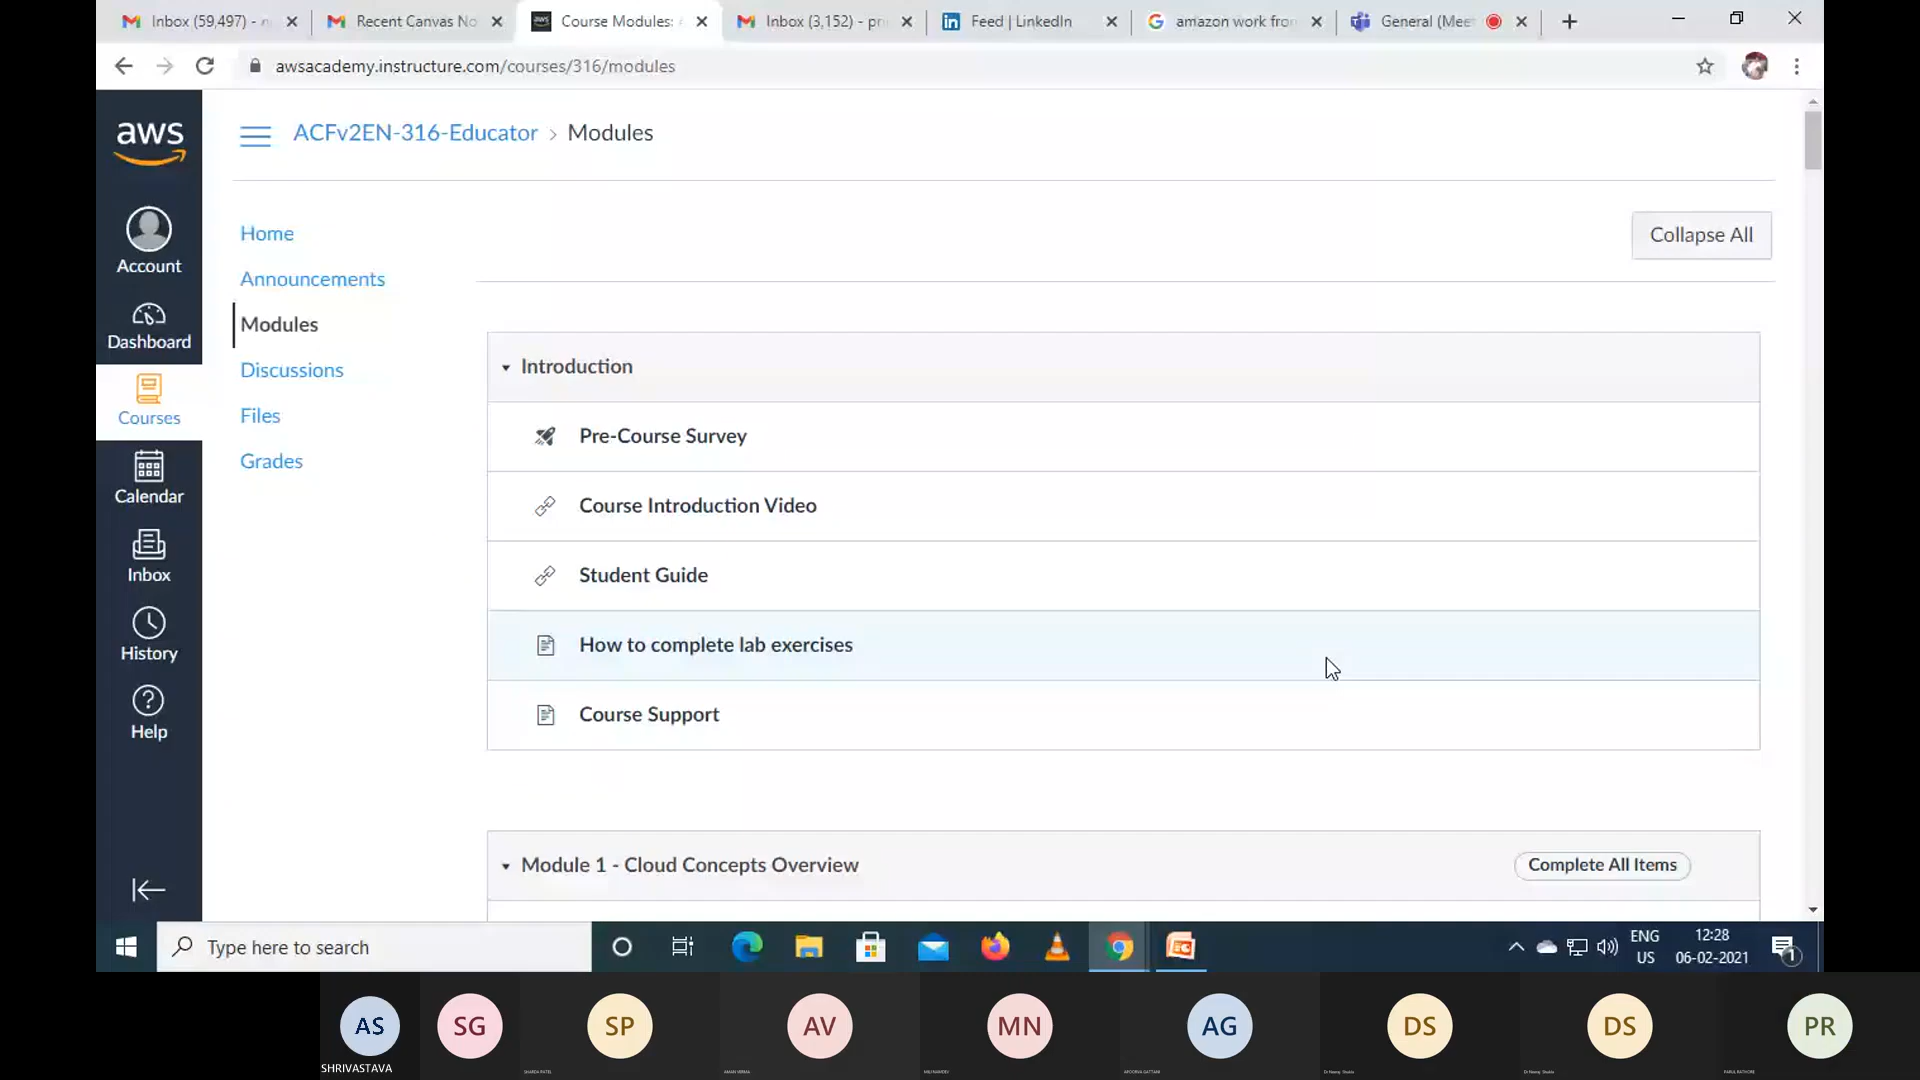 Inbox (59,497) -
Recent Canvas No
Course Modules:
Inbox (3,152) - pr
Feed | LinkedIn
amazon work fro
General (Mee
awsacademy.instructure.com/courses/316/modules
aws
ACFv2EN-316-Educator › Modules
Account
Dashboard
Courses
Calendar
Inbox
History
Help
Home
Announcements
Modules
Discussions
Files
Grades
Collapse All
Introduction
Pre-Course Survey
Course Introduction Video
Student Guide
How to complete lab exercises
Course Support
Module 1 - Cloud Concepts Overview
Complete All Items
Type here to search
ENG
US
12:28
06-02-2021
1
AS
SG
SP
AV
MN
AG
DS
DS
PR
SHRIVASTAVA